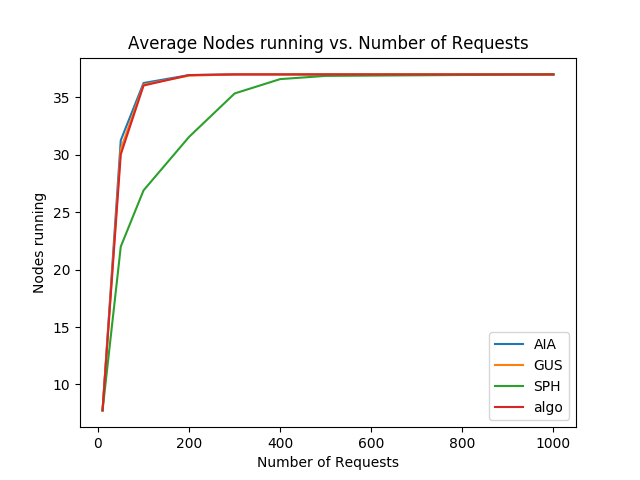 Average Nodes running vs. Number of Requests
Nodes running
35
30
25
20
15
10
0 200 400 600 800 1000
Number of Requests
AIA
GUS
SPH
algo